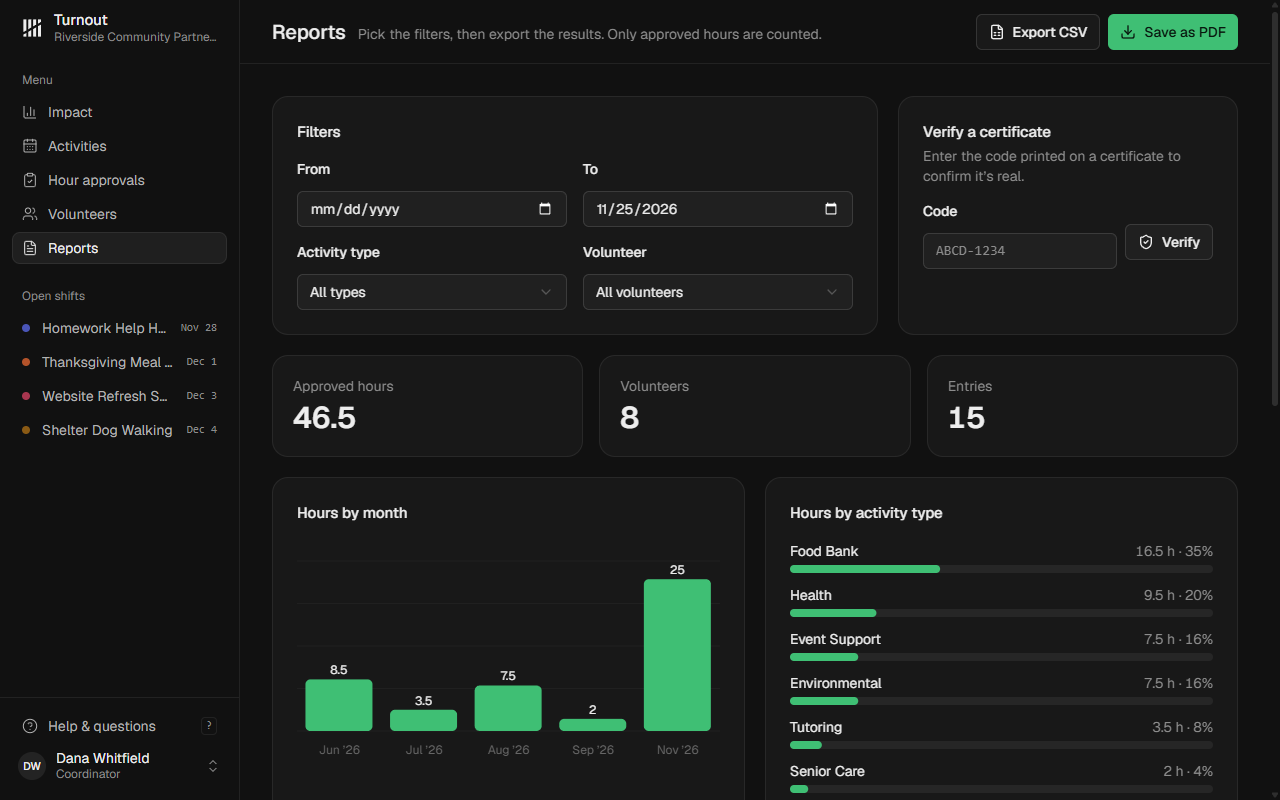 Turnout
Riverside Community Partne...
Menu
Impact
Activities
Hour approvals
Volunteers
Reports
Open shifts
Homework Help H... Nov 28
Thanksgiving Meal ... Dec 1
Website Refresh S... Dec 3
Shelter Dog Walking Dec 4
Help & questions ?
DW Dana Whitfield
Coordinator
Reports Pick the filters, then export the results. Only approved hours are counted.
Export CSV Save as PDF
Filters
From To
mm/dd/yyyy 11/25/2026
Activity type Volunteer
All types All volunteers
Verify a certificate
Enter the code printed on a certificate to
confirm it's real.
Code
ABCD-1234 Verify
Approved hours
46.5
Volunteers
8
Entries
15
Hours by month
8.5 3.5 7.5 2 25
Jun '26 Jul '26 Aug '26 Sep '26 Nov '26
Hours by activity type
Food Bank 16.5 h · 35%
Health 9.5 h · 20%
Event Support 7.5 h · 16%
Environmental 7.5 h · 16%
Tutoring 3.5 h · 8%
Senior Care 2 h · 4%